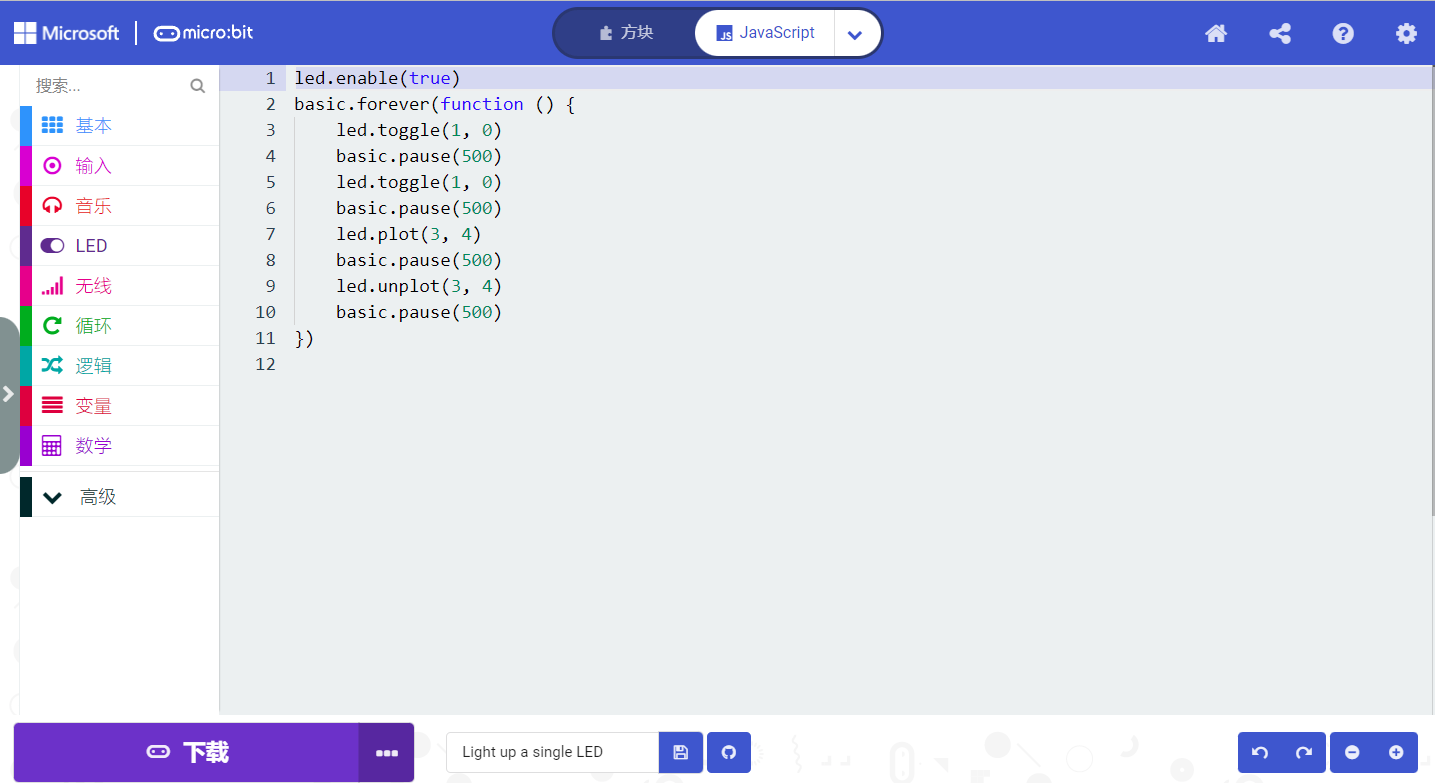 Microsoft micro:bit 方块 JavaScript
搜索...
基本
输入
音乐
LED
无线
循环
逻辑
变量
数学
高级
1 led.enable(true)
2 basic.forever(function () {
3 led.toggle(1, 0)
4 basic.pause(500)
5 led.toggle(1, 0)
6 basic.pause(500)
7 led.plot(3, 4)
8 basic.pause(500)
9 led.unplot(3, 4)
10 basic.pause(500)
11 })
12
下载 Light up a single LED